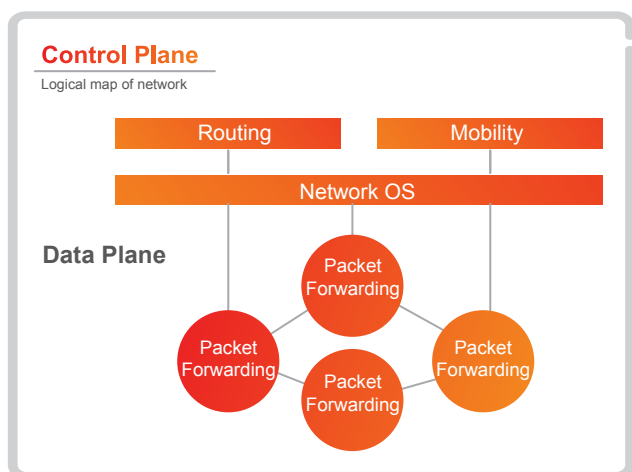 Control Plane
Logical map of network
Routing
Mobility
Network OS
Data Plane
Packet
Forwarding
Packet
Forwarding
Packet
Forwarding
Packet
Forwarding